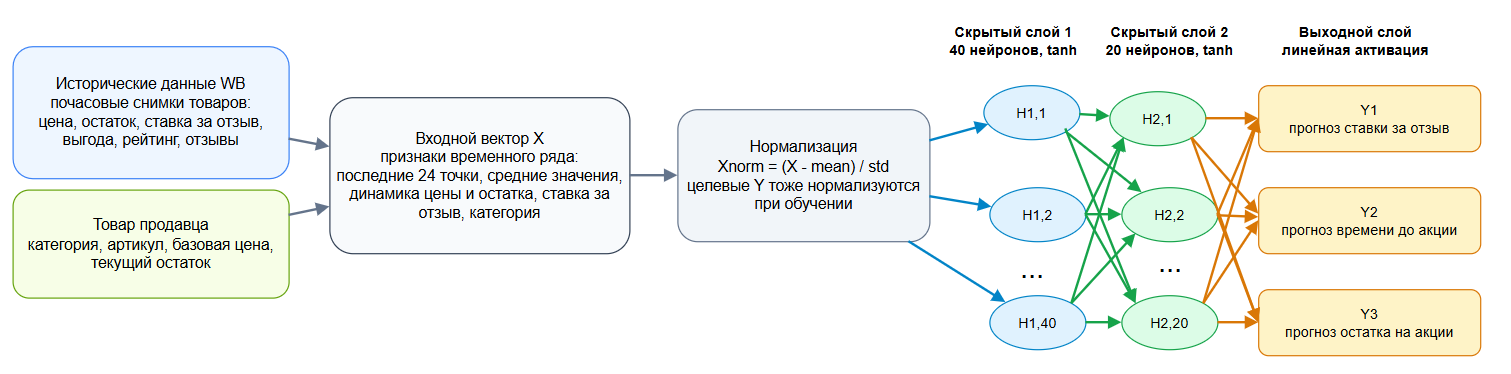 Исторические данные WB
почасовые снимки товаров:
цена, остаток, ставка за отзыв,
выгода, рейтинг, отзывы
Товар продавца
категория, артикул, базовая цена,
текущий остаток
Входной вектор X
признаки временного ряда:
последние 24 точки, средние значения,
динамика цены и остатка, ставка за
отзыв, категория
Нормализация
Xnorm = (X - mean) / std
целевые Y тоже нормализуются
при обучении
Скрытый слой 1
40 нейронов, tanh
H1,1
H1,2
...
H1,40
Скрытый слой 2
20 нейронов, tanh
H2,1
H2,2
...
H2,20
Выходной слой
линейная активация
Y1
прогноз ставки за отзыв
Y2
прогноз времени до акции
Y3
прогноз остатка на акции